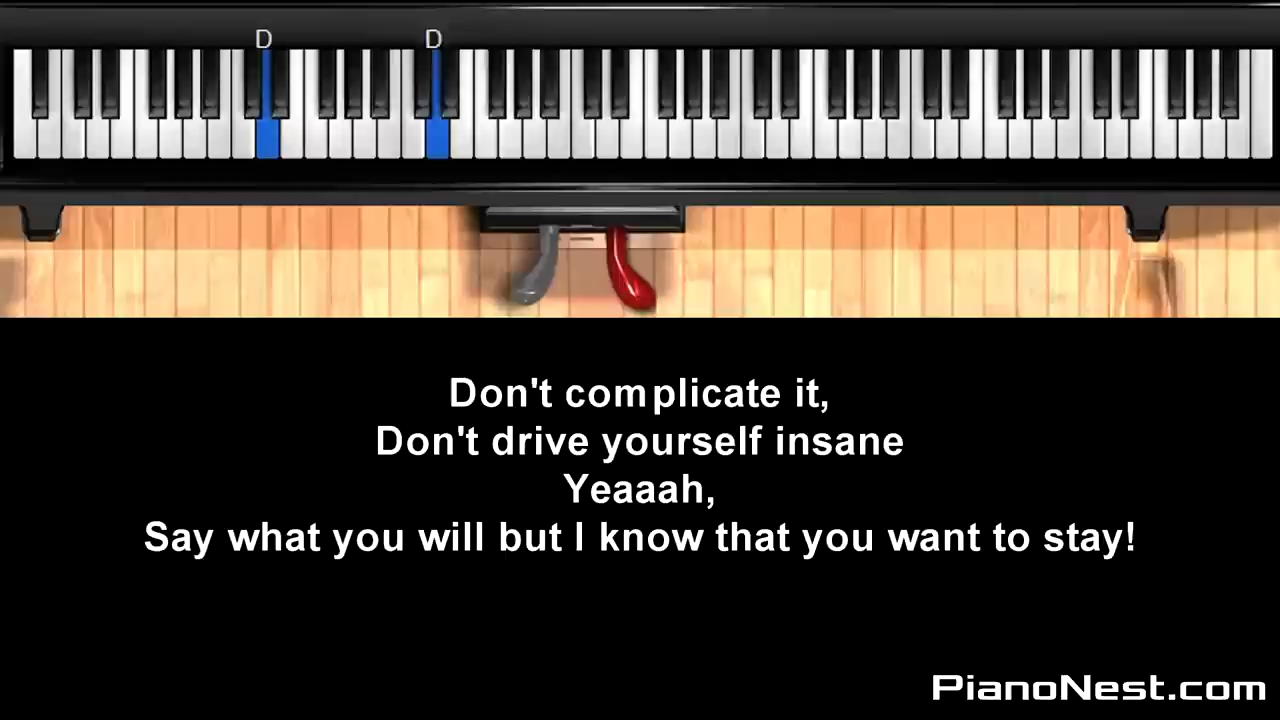 D D
Don't complicate it,
Don't drive yourself insane
Yeaaah,
Say what you will but I know that you want to stay!
PianoNest.com